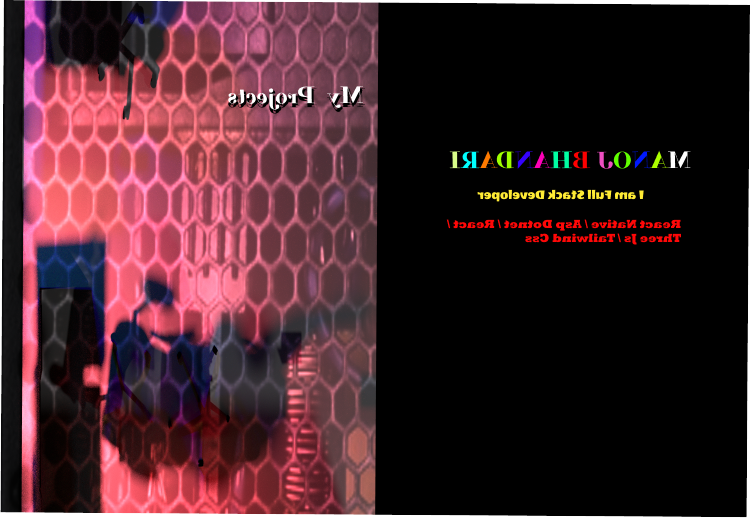 My Projects
MANOJ BHANDARI
I am Full Stack Developer
React Native / Asp Dotnet / React /
Three Js / Tailwind Css